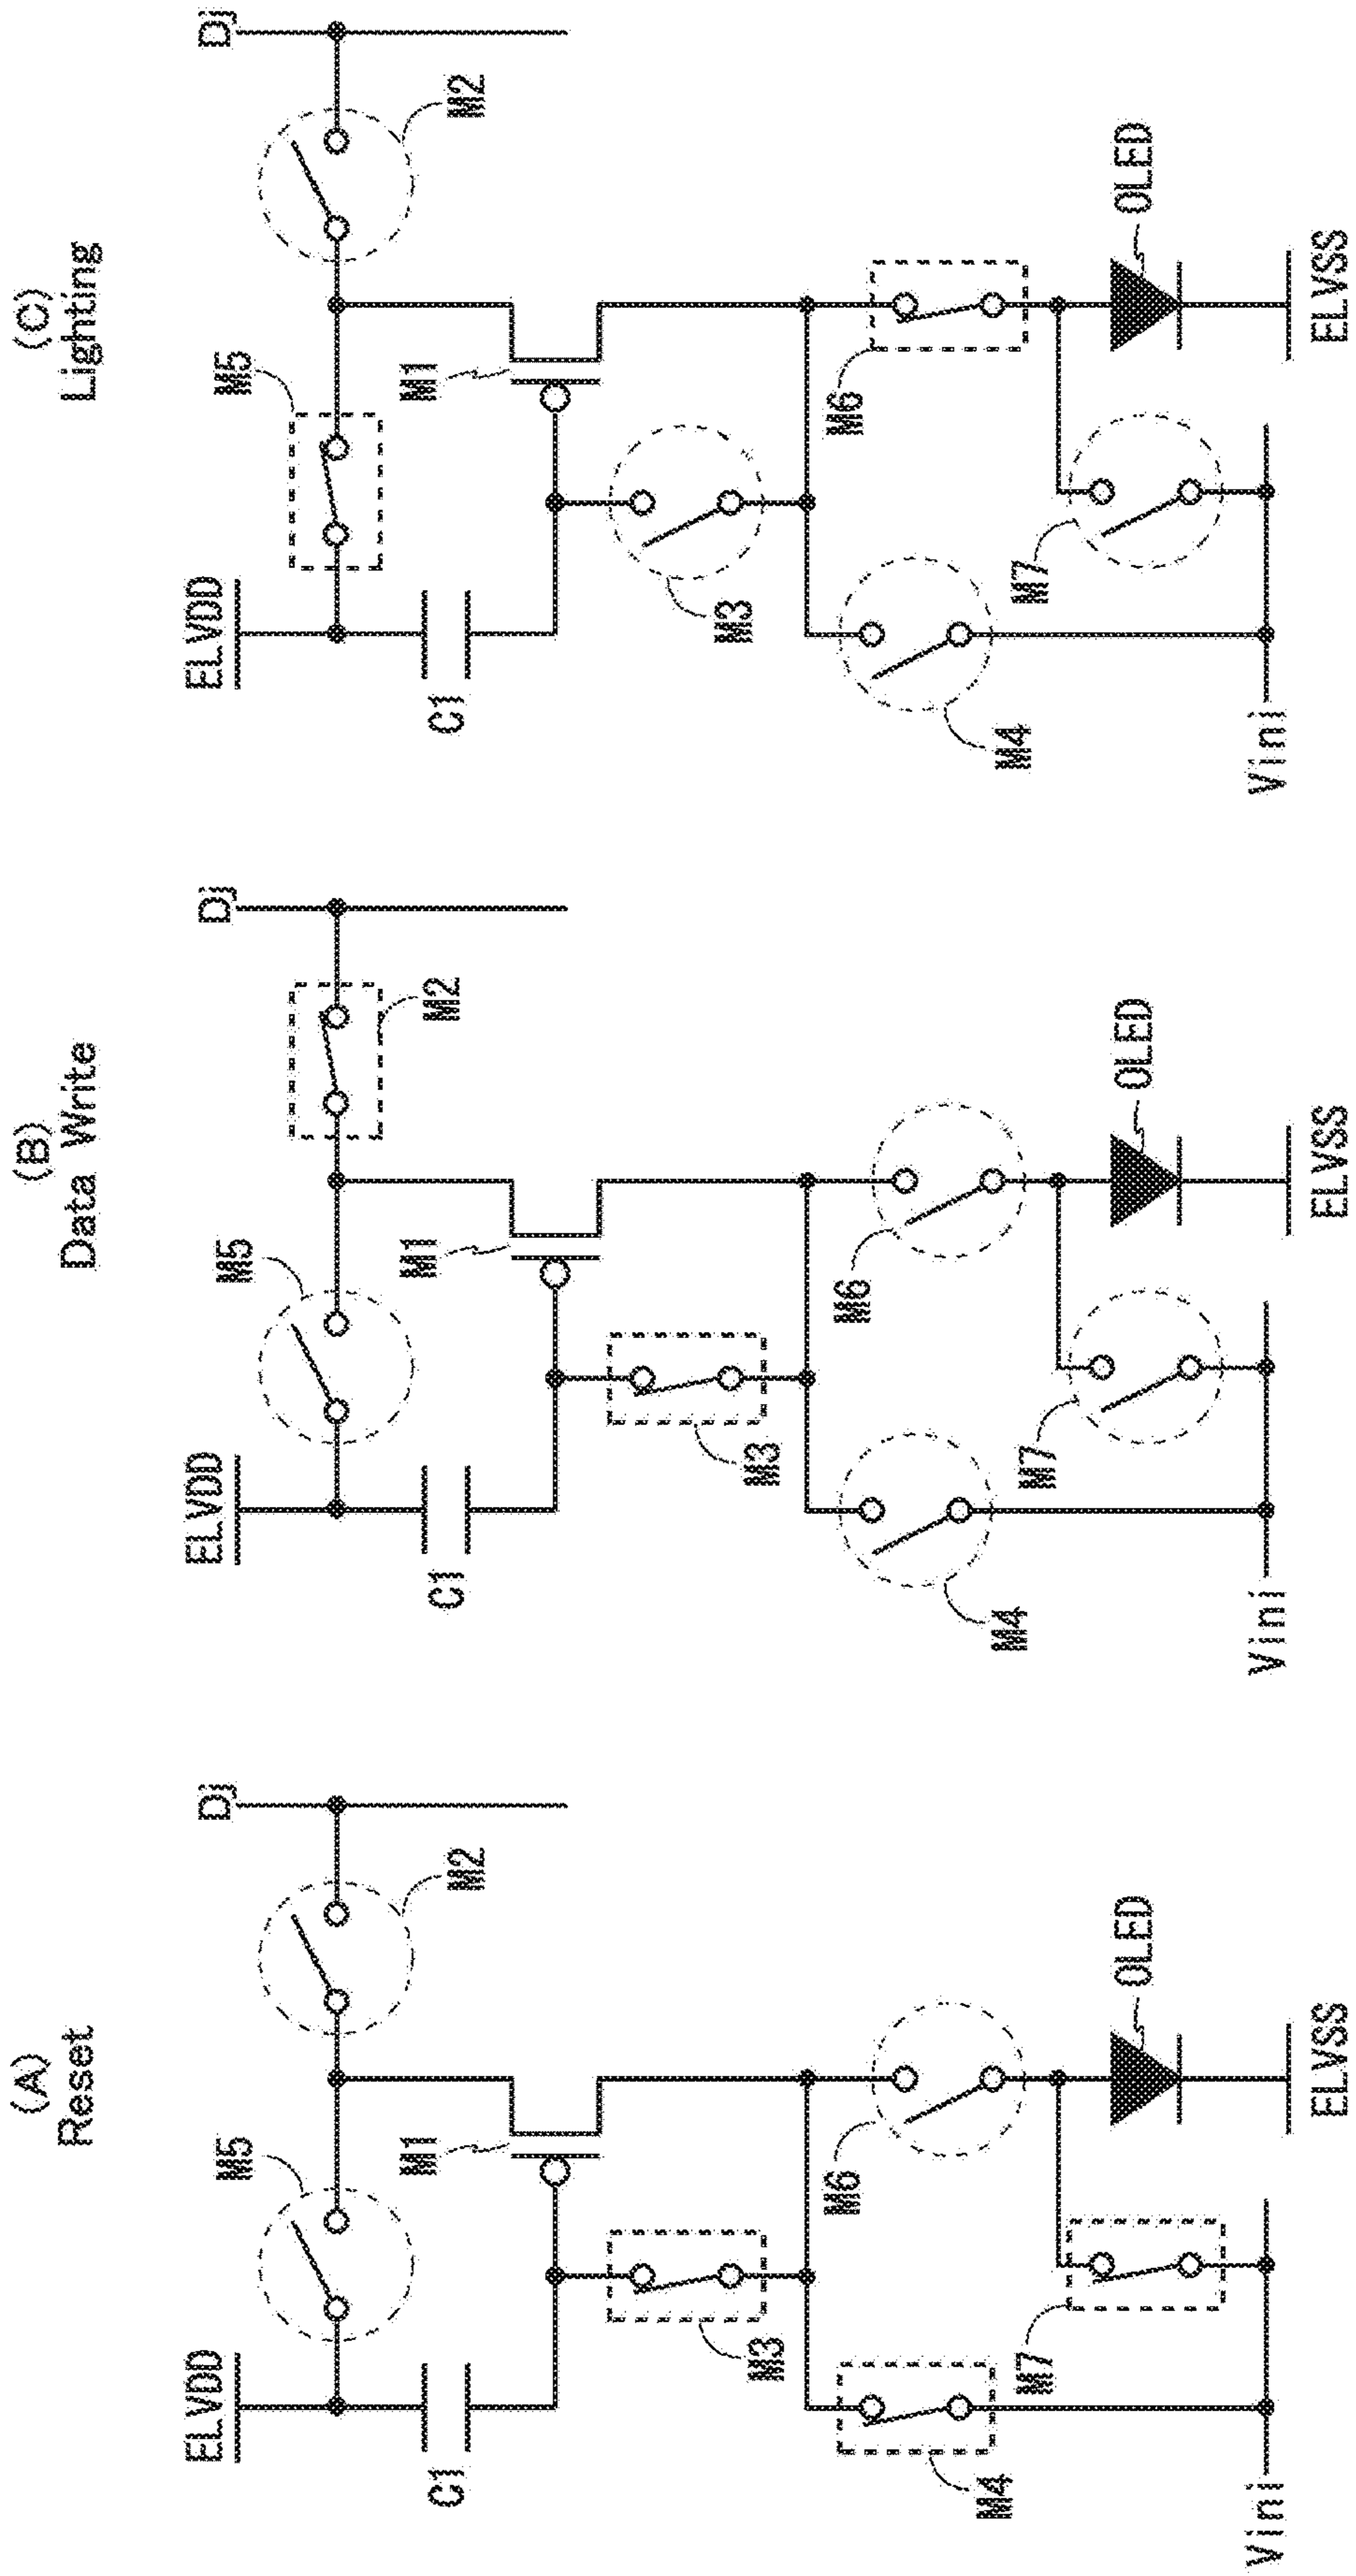 (A)
Reset
ELVDD
M5
M2
Dj
C1
M1
M3
M4
M6
M7
OLED
Vini
ELVSS
(B)
Data Write
ELVDD
M5
M2
Dj
C1
M1
M3
M4
M6
M7
OLED
Vini
ELVSS
(C)
Lighting
ELVDD
M5
M2
Dj
C1
M1
M3
M4
M6
M7
OLED
Vini
ELVSS